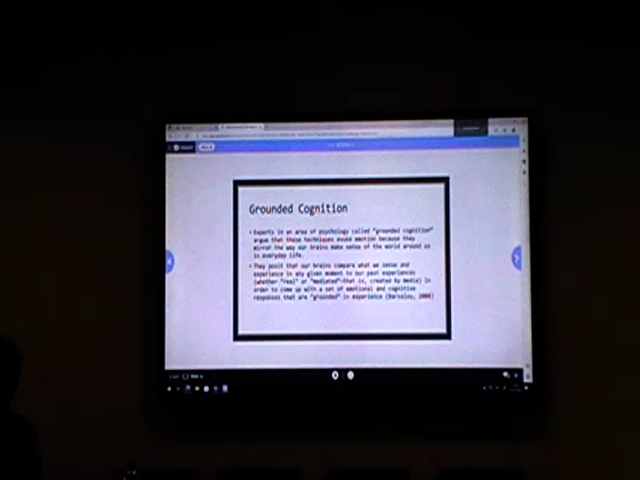 Grounded Cognition
• Experts in an area of psychology called "grounded cognition"
argue that these techniques evoke emotion because they
mirror the way our brains make sense of the world around us
in everyday life.
• They posit that our brains compare what we sense and
experience in any given moment to our past experiences
(whether "real" or "mediated"—that is, created by media) in
order to come up with a set of emotional and cognitive
responses that are "grounded" in experience (Barsalou, 2008)